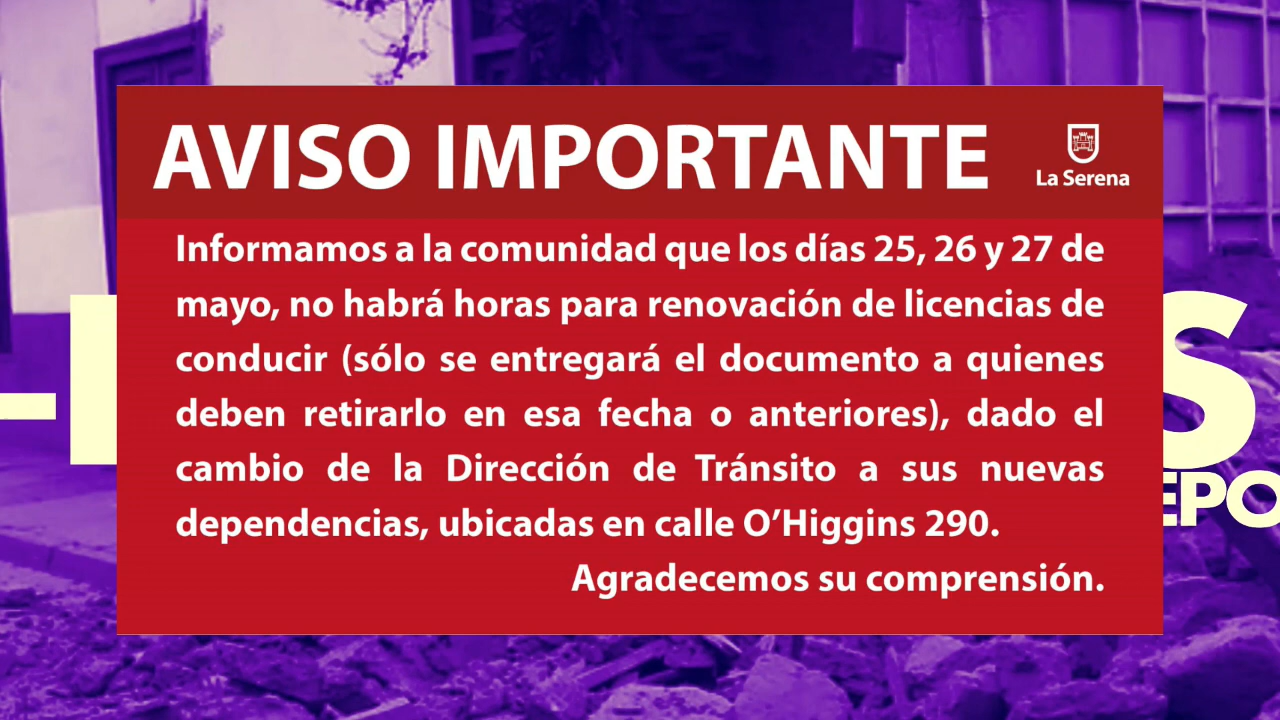 AVISO IMPORTANTE
La Serena
Informamos a la comunidad que los días 25, 26 y 27 de
mayo, no habrá horas para renovación de licencias de
conducir (sólo se entregará el documento a quienes
deben retirarlo en esa fecha o anteriores), dado el
cambio de la Dirección de Tránsito a sus nuevas
dependencias, ubicadas en calle O’Higgins 290.
Agradecemos su comprensión.